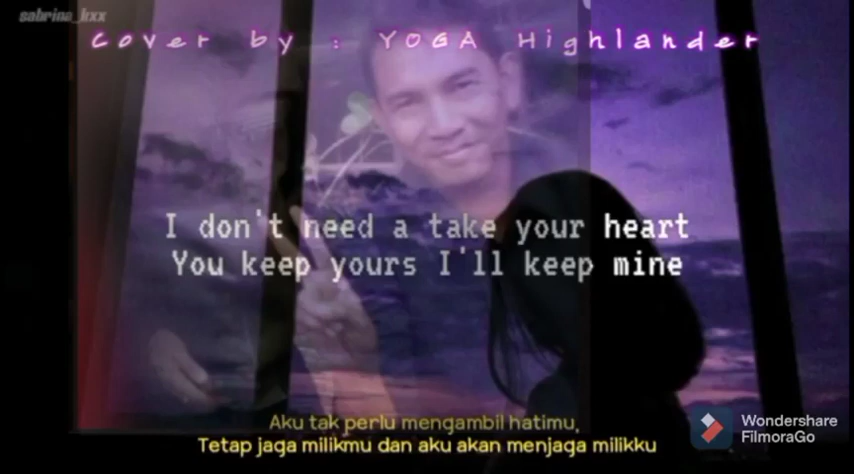 sabrina_kxx
Cover by : YOGA Highlander
I don't need a take your heart
You keep yours I'll keep mine
Aku tak perlu mengambil hatimu,
Tetap jaga milikmu dan aku akan menjaga milikku
Wondershare
FilmoraGo